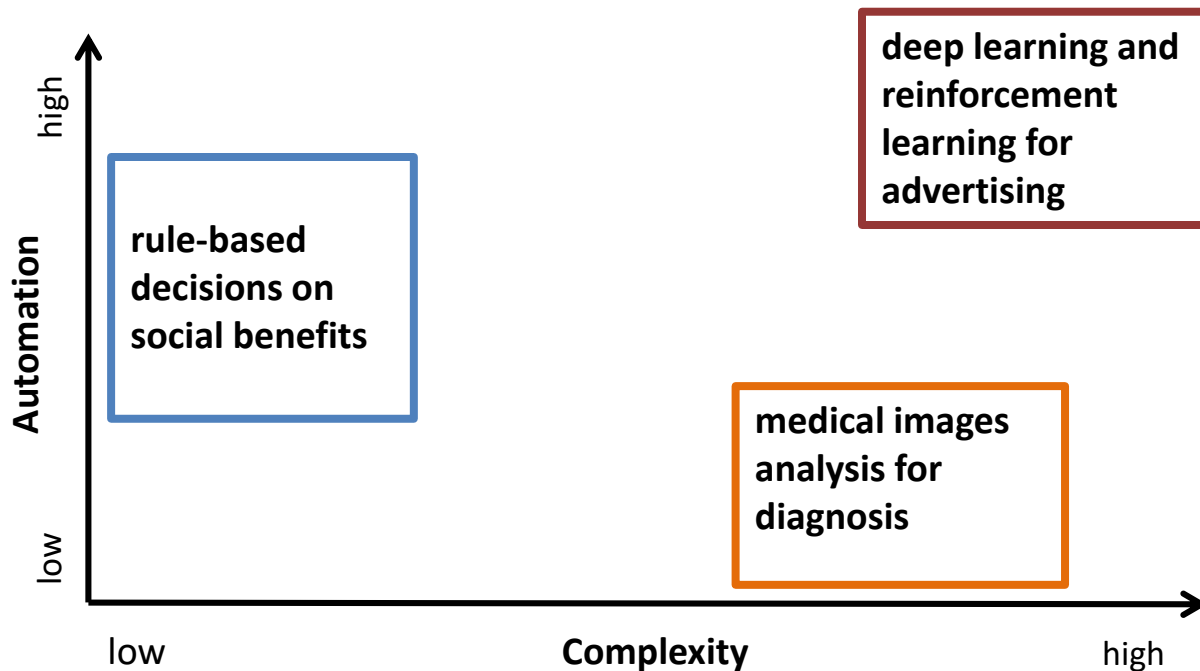 high
Automation
low
rule-based
decisions on
social benefits
deep learning and
reinforcement
learning for
advertising
medical images
analysis for
diagnosis
low
Complexity
high